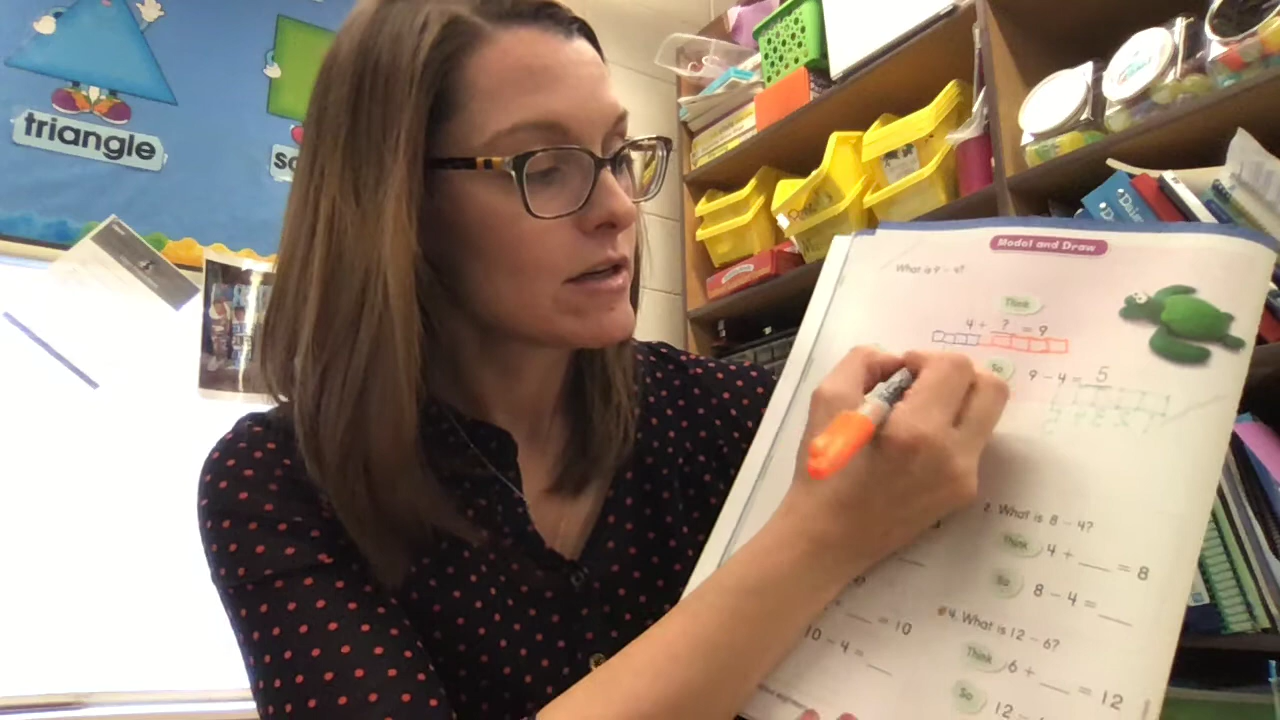 triangle
Model and Draw
What is 9 - 4?
Think
4 + ? = 9
So 9 - 4 = 5
2. What is 8 - 4?
Think 4 + ___ = 8
So 8 - 4 = ___
___ = 10
10 - 4 = ___
4. What is 12 - 6?
Think 6 + ___ = 12
So 12 -